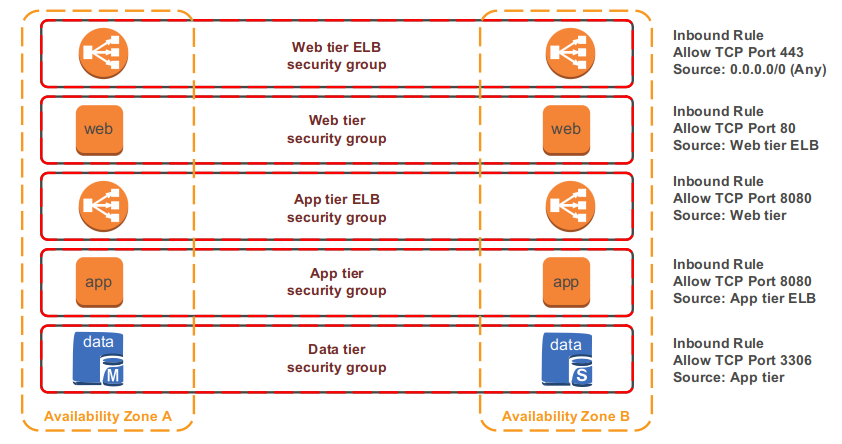 Web tier ELB
security group
Inbound Rule
Allow TCP Port 443
Source: 0.0.0.0/0 (Any)
web
Web tier
security group
web
Inbound Rule
Allow TCP Port 80
Source: Web tier ELB
App tier ELB
security group
Inbound Rule
Allow TCP Port 8080
Source: Web tier
app
App tier
security group
app
Inbound Rule
Allow TCP Port 8080
Source: App tier ELB
data
M
Data tier
security group
data
S
Inbound Rule
Allow TCP Port 3306
Source: App tier
Availability Zone A
Availability Zone B